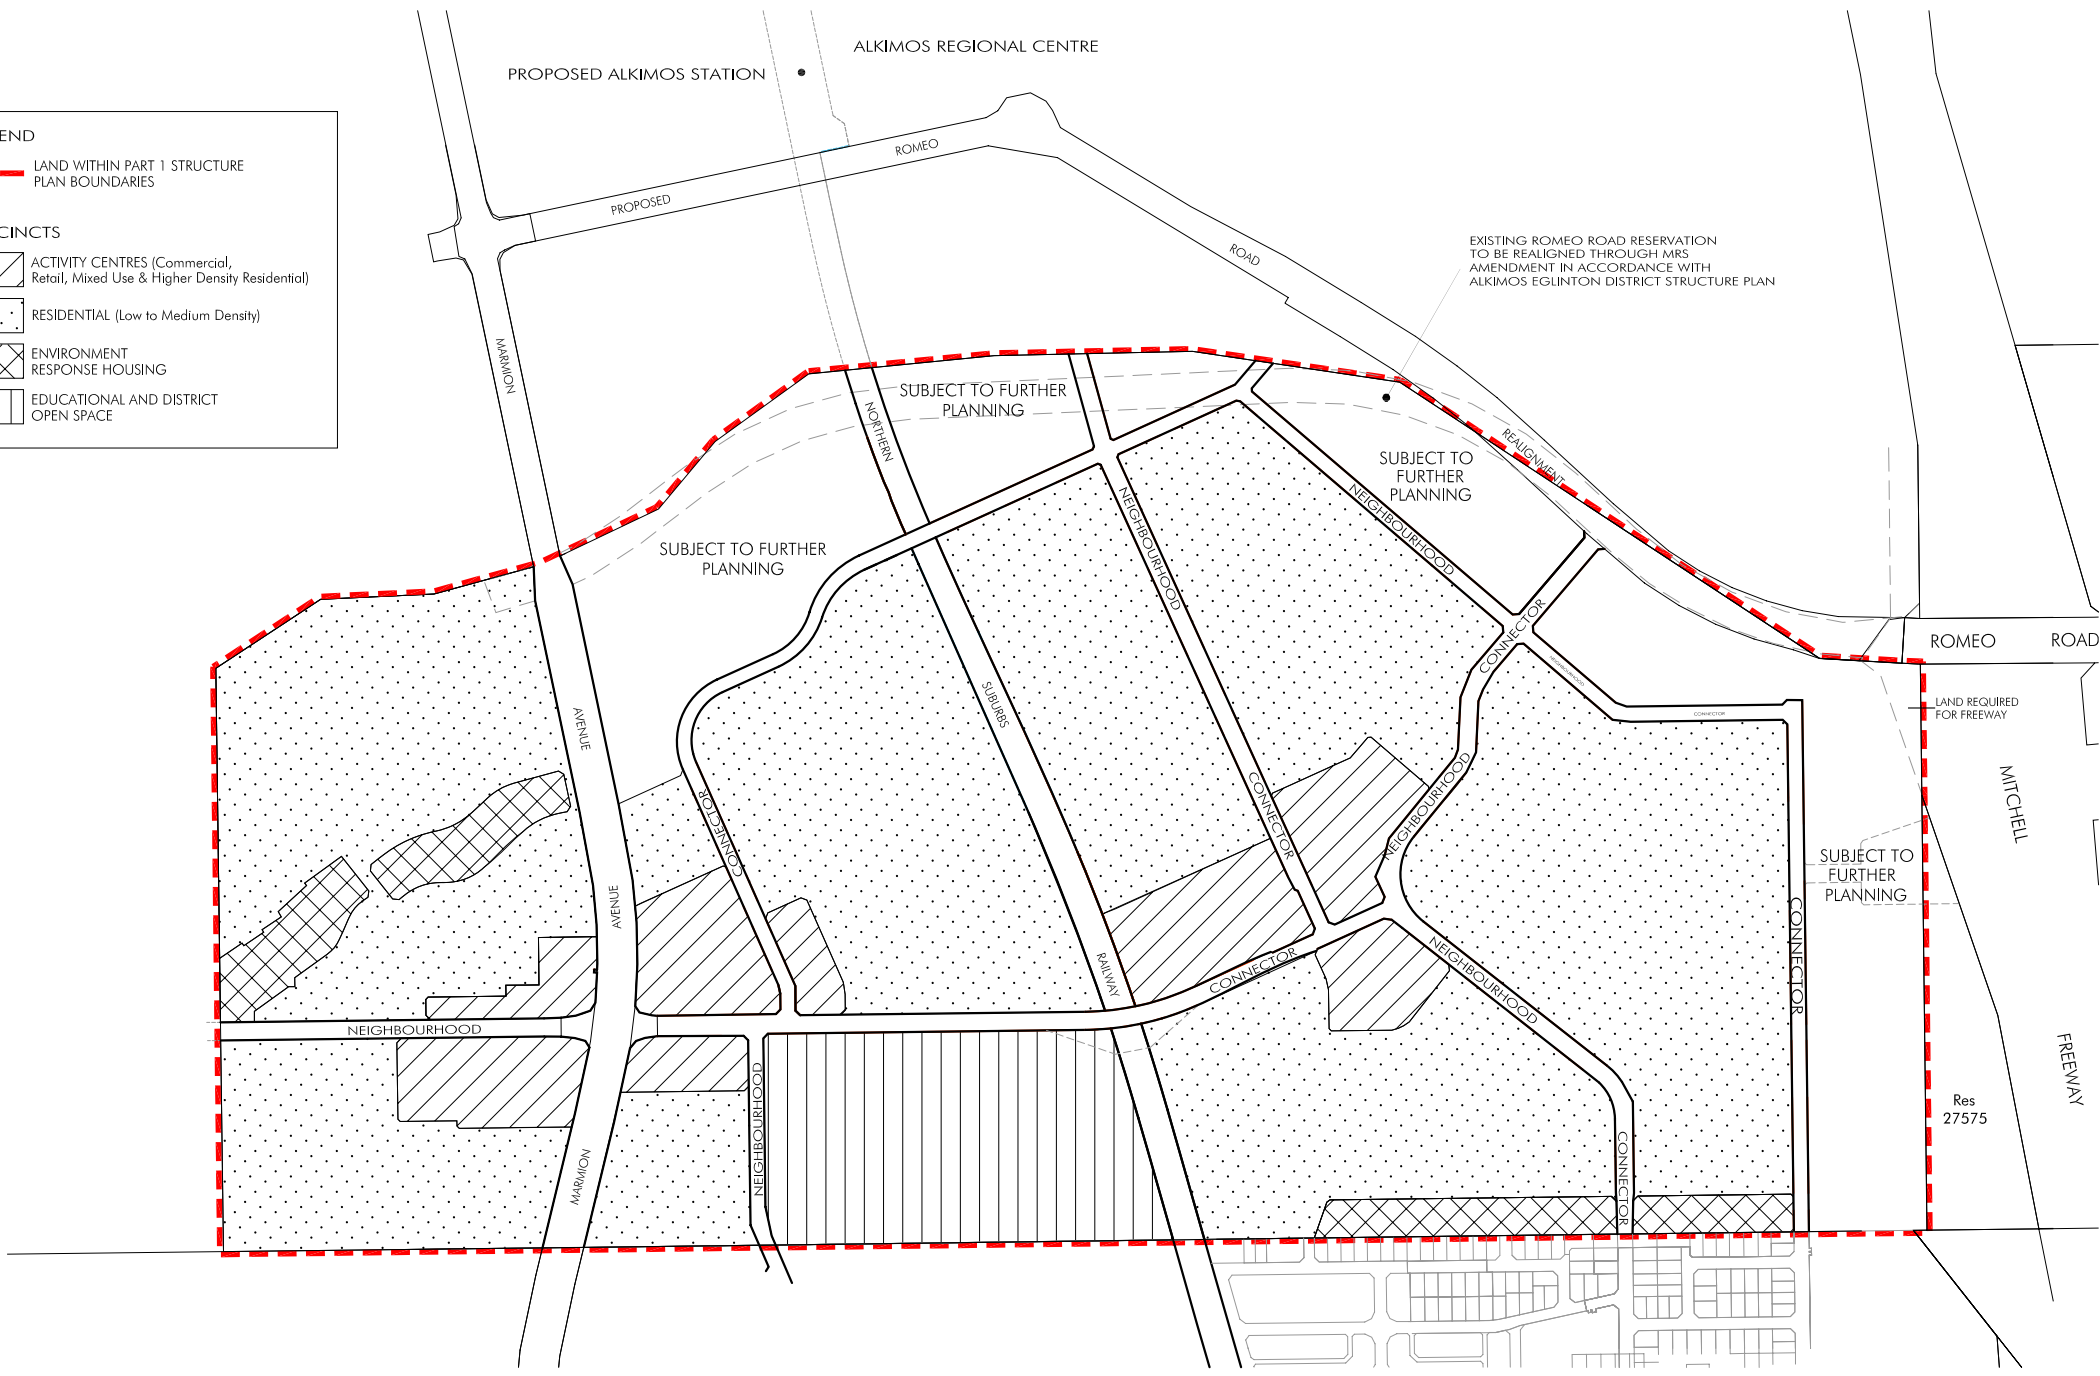 ALKIMOS REGIONAL CENTRE
PROPOSED ALKIMOS STATION
END
LAND WITHIN PART 1 STRUCTURE
PLAN BOUNDARIES
CINCTS
ACTIVITY CENTRES (Commercial,
Retail, Mixed Use & Higher Density Residential)
RESIDENTIAL (Low to Medium Density)
ENVIRONMENT
RESPONSE HOUSING
EDUCATIONAL AND DISTRICT
OPEN SPACE
PROPOSED
ROMEO
ROAD
REALIGNMENT
EXISTING ROMEO ROAD RESERVATION
TO BE REALIGNED THROUGH MRS
AMENDMENT IN ACCORDANCE WITH
ALKIMOS EGLINTON DISTRICT STRUCTURE PLAN
MARMION
AVENUE
AVENUE
MARMION
NORTHERN
SUBURBS
RAILWAY
SUBJECT TO FURTHER
PLANNING
SUBJECT TO FURTHER
PLANNING
SUBJECT TO
FURTHER
PLANNING
SUBJECT TO
FURTHER
PLANNING
NEIGHBOURHOOD
CONNECTOR
NEIGHBOURHOOD
CONNECTOR
NEIGHBOURHOOD
NEIGHBOURHOOD
CONNECTOR
CONNECTOR
CONNECTOR
NEIGHBOURHOOD
NEIGHBOURHOOD
CONNECTOR
NEIGHBOURHOOD
CONNECTOR
NEIGHBOURHOOD
CONNECTOR
ROMEO ROAD
LAND REQUIRED
FOR FREEWAY
MITCHELL
FREEWAY
Res
27575